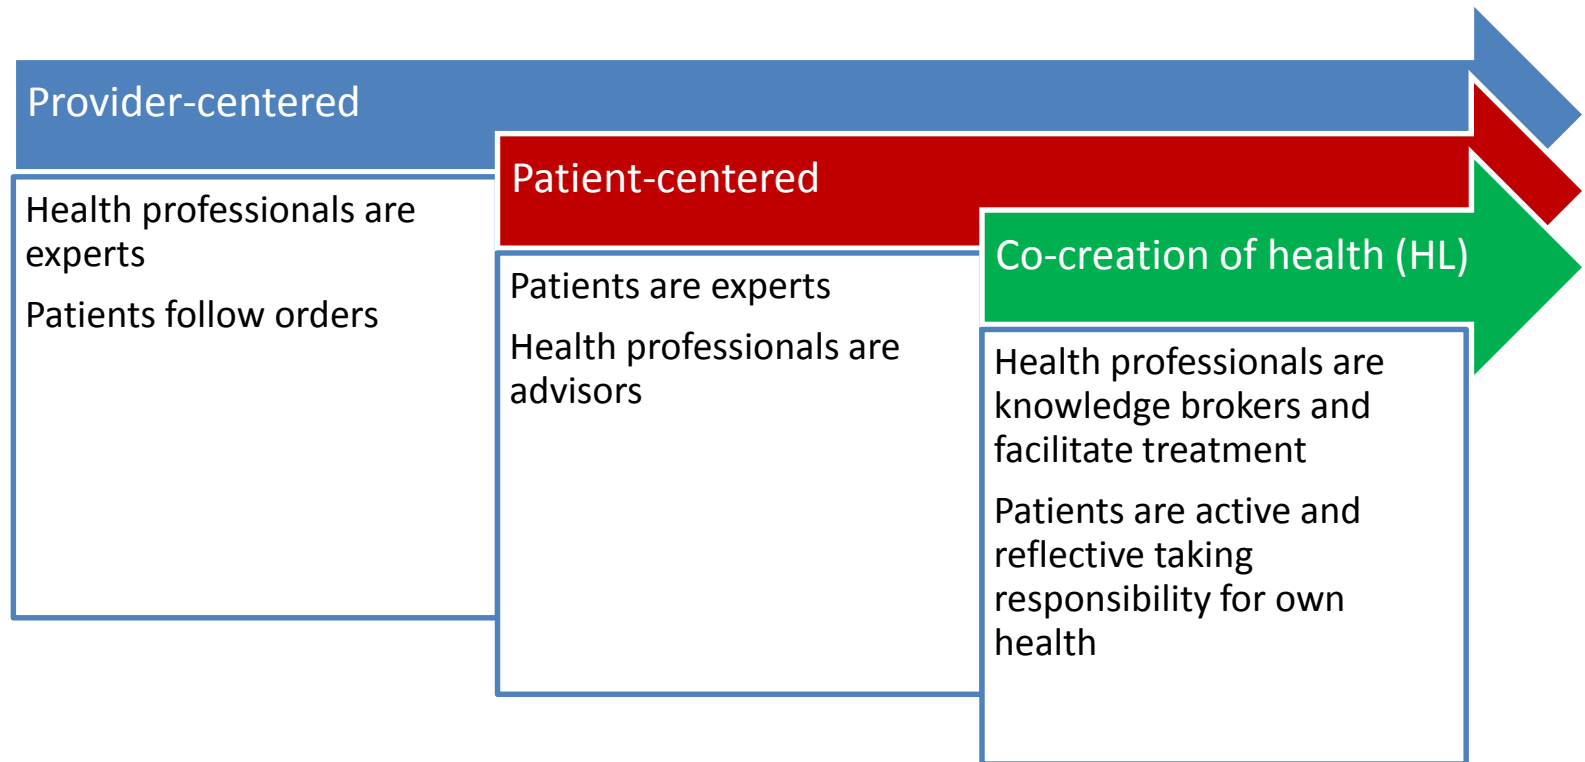 Provider-centered
Health professionals are
experts
Patients follow orders
Patient-centered
Patients are experts
Health professionals are
advisors
Co-creation of health (HL)
Health professionals are
knowledge brokers and
facilitate treatment
Patients are active and
reflective taking
responsibility for own
health